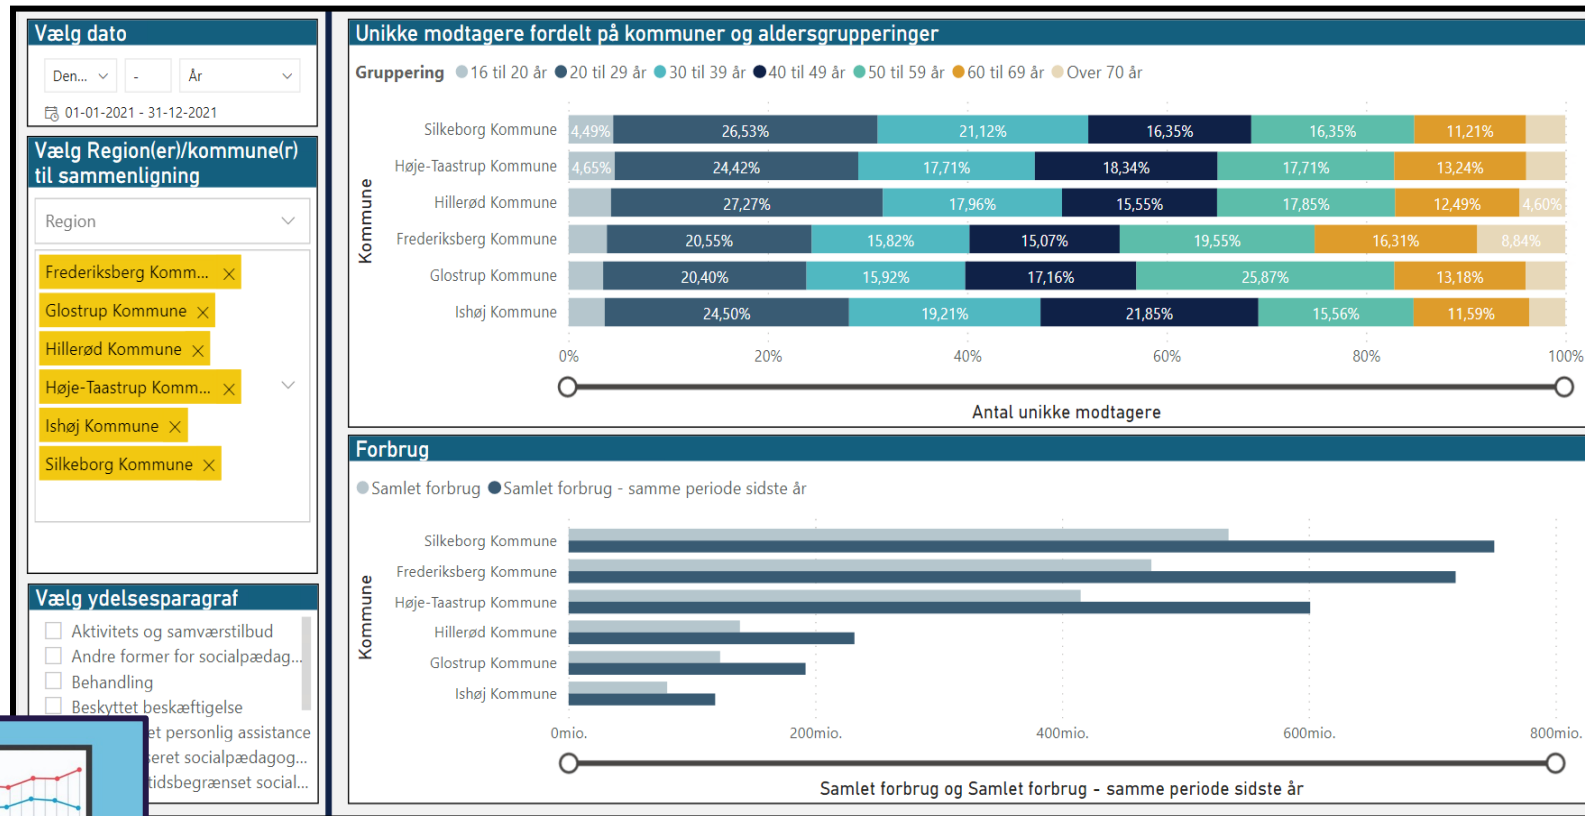 Vælg dato
Den...
-
År
01-01-2021 - 31-12-2021
Vælg Region(er)/kommune(r)
til sammenligning
Region
Frederiksberg Komm...
Glostrup Kommune
Hillerød Kommune
Høje-Taastrup Komm...
Ishøj Kommune
Silkeborg Kommune
Vælg ydelsesparagraf
Aktivitets og samværstilbud
Andre former for socialpædag...
Behandling
Beskyttet beskæftigelse
et personlig assistance
seret socialpædagog...
tidsbegrænset social...
Unikke modtagere fordelt på kommuner og aldersgrupperinger
Gruppering 16 til 20 år 20 til 29 år 30 til 39 år 40 til 49 år 50 til 59 år 60 til 69 år Over 70 år
Kommune
Silkeborg Kommune 4,49% 26,53% 21,12% 16,35% 16,35% 11,21%
Høje-Taastrup Kommune 4,65% 24,42% 17,71% 18,34% 17,71% 13,24%
Hillerød Kommune 27,27% 17,96% 15,55% 17,85% 12,49% 4,60%
Frederiksberg Kommune 20,55% 15,82% 15,07% 19,55% 16,31% 8,84%
Glostrup Kommune 20,40% 15,92% 17,16% 25,87% 13,18%
Ishøj Kommune 24,50% 19,21% 21,85% 15,56% 11,59%
0% 20% 40% 60% 80% 100%
Antal unikke modtagere
Forbrug
Samlet forbrug Samlet forbrug - samme periode sidste år
Kommune
Silkeborg Kommune
Frederiksberg Kommune
Høje-Taastrup Kommune
Hillerød Kommune
Glostrup Kommune
Ishøj Kommune
0mio. 200mio. 400mio. 600mio. 800mio.
Samlet forbrug og Samlet forbrug - samme periode sidste år